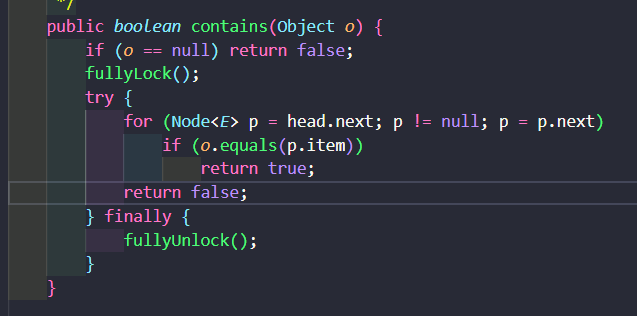 */
public boolean contains(Object o) {
if (o == null) return false;
fullyLock();
try {
for (Node<E> p = head.next; p != null; p = p.next)
if (o.equals(p.item))
return true;
return false;
} finally {
fullyUnlock();
}
}